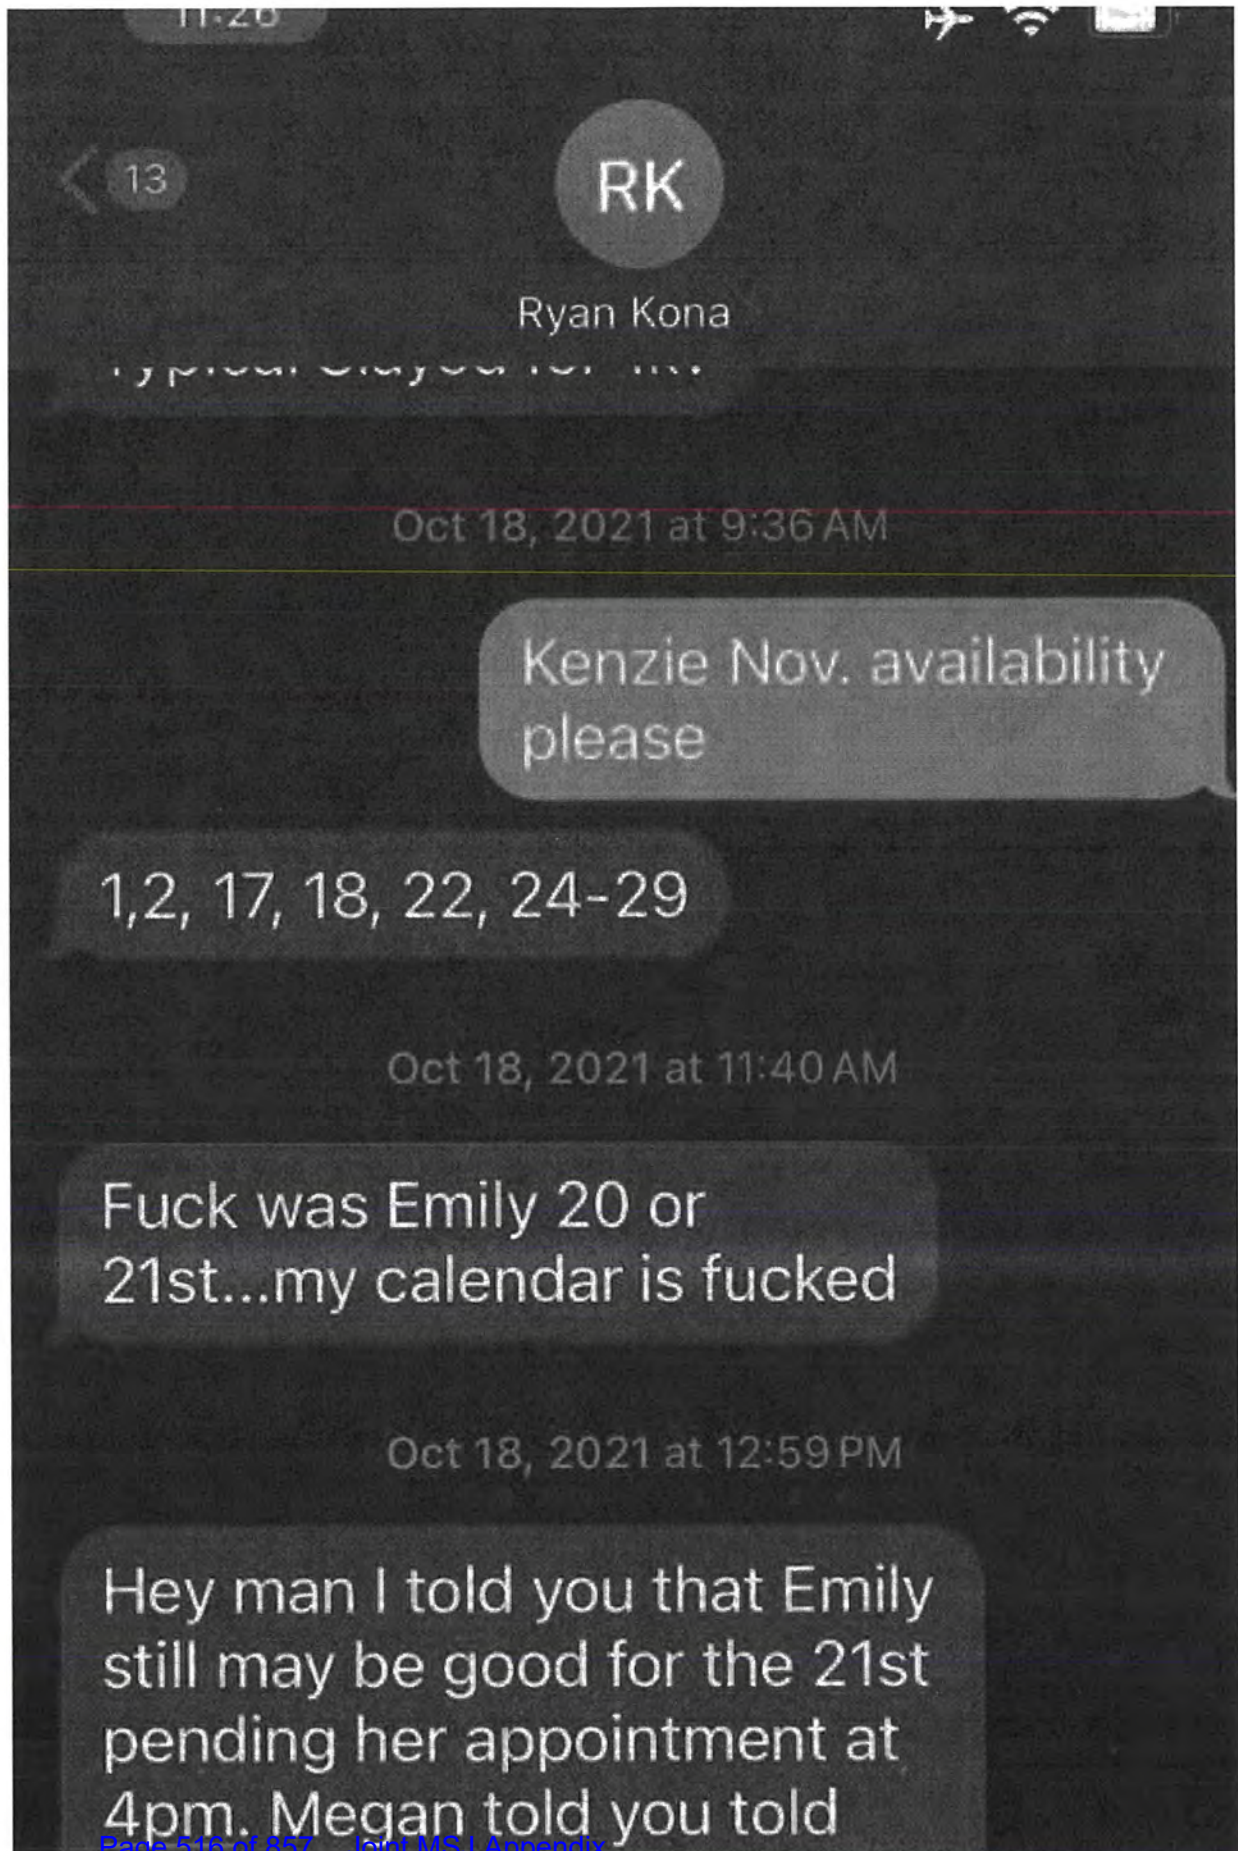 11:26
13
RK
Ryan Kona
Oct 18, 2021 at 9:36 AM
Kenzie Nov. availability
please
1,2, 17, 18, 22, 24-29
Oct 18, 2021 at 11:40 AM
Fuck was Emily 20 or
21st...my calendar is fucked
Oct 18, 2021 at 12:59 PM
Hey man I told you that Emily
still may be good for the 21st
pending her appointment at
4pm. Megan told you told
Page 516 of 857 Joint MSJ Appendix